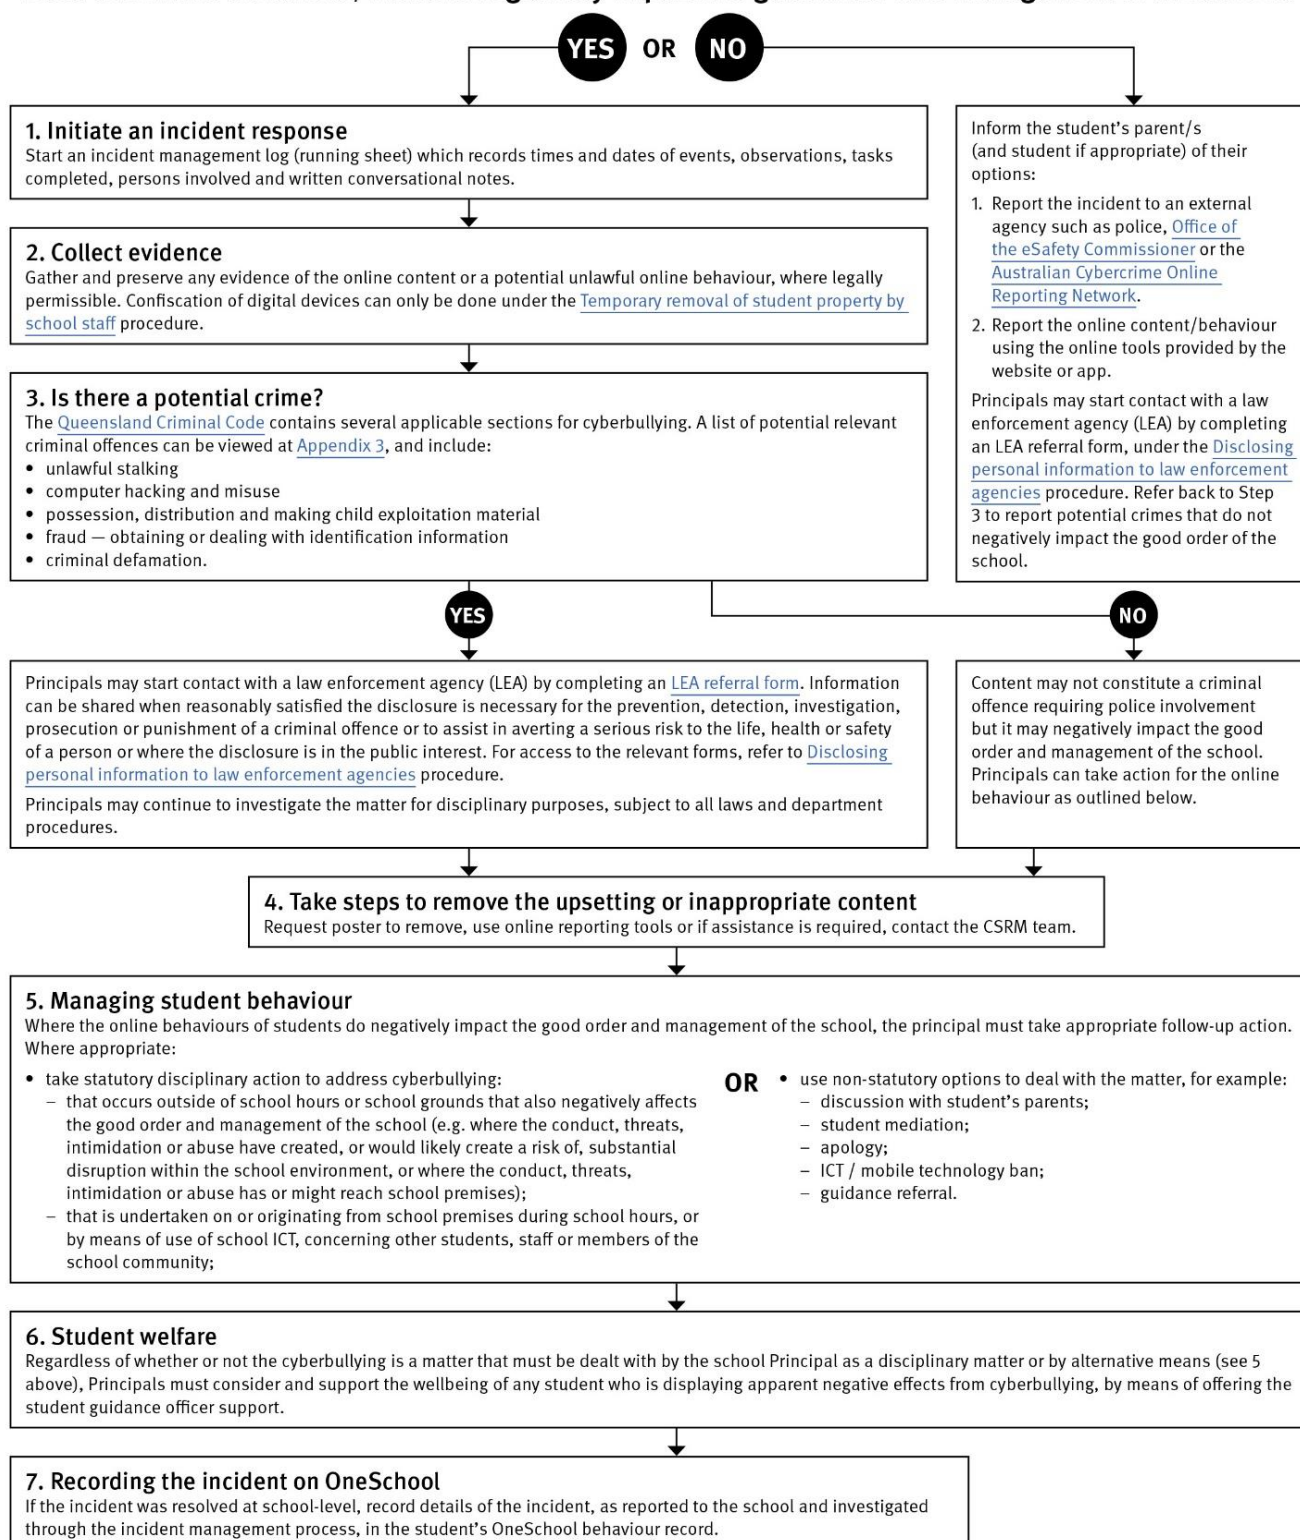 YES OR NO
1. Initiate an incident response
Start an incident management log (running sheet) which records times and dates of events, observations, tasks
completed, persons involved and written conversational notes.
2. Collect evidence
Gather and preserve any evidence of the online content or a potential unlawful online behaviour, where legally
permissible. Confiscation of digital devices can only be done under the Temporary removal of student property by
school staff procedure.
3. Is there a potential crime?
The Queensland Criminal Code contains several applicable sections for cyberbullying. A list of potential relevant
criminal offences can be viewed at Appendix 3, and include:
• unlawful stalking
• computer hacking and misuse
• possession, distribution and making child exploitation material
• fraud — obtaining or dealing with identification information
• criminal defamation.
Inform the student's parent/s
(and student if appropriate) of their
options:
1. Report the incident to an external
agency such as police, Office of
the eSafety Commissioner or the
Australian Cybercrime Online
Reporting Network.
2. Report the online content/behaviour
using the online tools provided by the
website or app.
Principals may start contact with a law
enforcement agency (LEA) by completing
an LEA referral form, under the Disclosing
personal information to law enforcement
agencies procedure. Refer back to Step
3 to report potential crimes that do not
negatively impact the good order of the
school.
YES
NO
Principals may start contact with a law enforcement agency (LEA) by completing an LEA referral form. Information
can be shared when reasonably satisfied the disclosure is necessary for the prevention, detection, investigation,
prosecution or punishment of a criminal offence or to assist in averting a serious risk to the life, health or safety
of a person or where the disclosure is in the public interest. For access to the relevant forms, refer to Disclosing
personal information to law enforcement agencies procedure.
Principals may continue to investigate the matter for disciplinary purposes, subject to all laws and department
procedures.
Content may not constitute a criminal
offence requiring police involvement
but it may negatively impact the good
order and management of the school.
Principals can take action for the online
behaviour as outlined below.
4. Take steps to remove the upsetting or inappropriate content
Request poster to remove, use online reporting tools or if assistance is required, contact the CSRM team.
5. Managing student behaviour
Where the online behaviours of students do negatively impact the good order and management of the school, the principal must take appropriate follow-up action.
Where appropriate:
• take statutory disciplinary action to address cyberbullying:
– that occurs outside of school hours or school grounds that also negatively affects
the good order and management of the school (e.g. where the conduct, threats,
intimidation or abuse have created, or would likely create a risk of, substantial
disruption within the school environment, or where the conduct, threats,
intimidation or abuse has or might reach school premises);
– that is undertaken on or originating from school premises during school hours, or
by means of use of school ICT, concerning other students, staff or members of the
school community;
OR
• use non-statutory options to deal with the matter, for example:
– discussion with student's parents;
– student mediation;
– apology;
– ICT / mobile technology ban;
– guidance referral.
6. Student welfare
Regardless of whether or not the cyberbullying is a matter that must be dealt with by the school Principal as a disciplinary matter or by alternative means (see 5
above), Principals must consider and support the wellbeing of any student who is displaying apparent negative effects from cyberbullying, by means of offering the
student guidance officer support.
7. Recording the incident on OneSchool
If the incident was resolved at school-level, record details of the incident, as reported to the school and investigated
through the incident management process, in the student's OneSchool behaviour record.